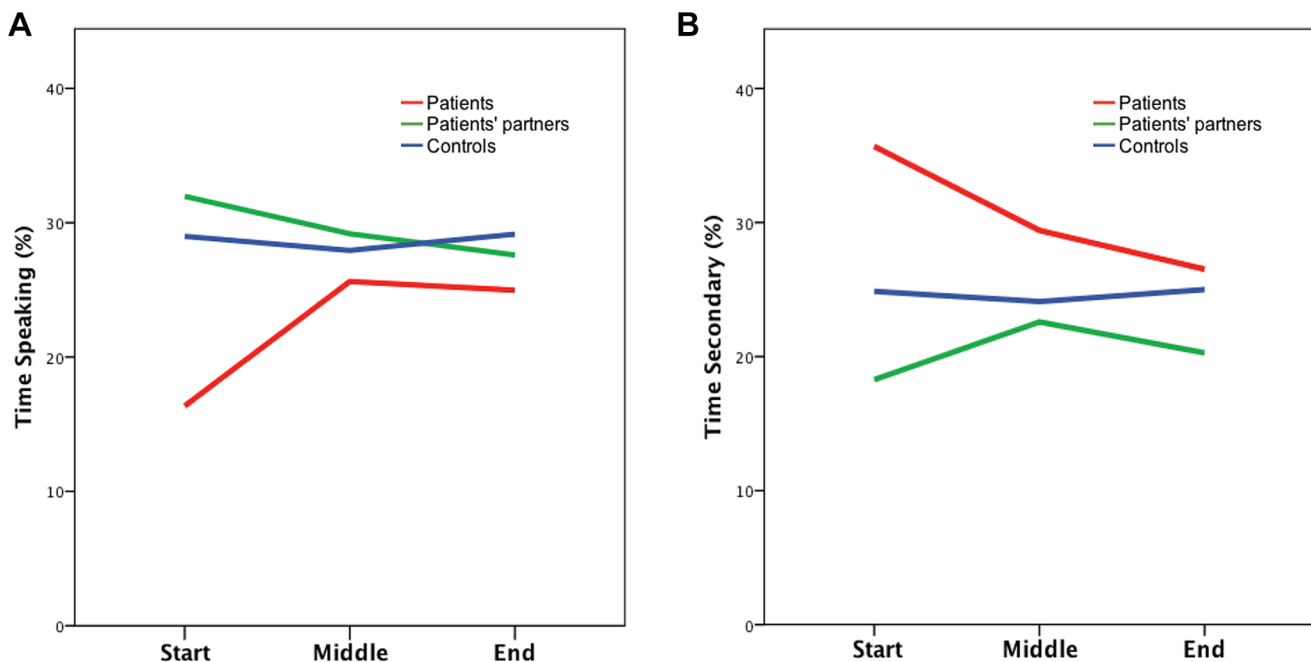 A
Time Speaking (%)
40
30
20
10
0
Patients
Patients' partners
Controls
Start Middle End
B
Time Secondary (%)
40
30
20
10
0
Patients
Patients' partners
Controls
Start Middle End